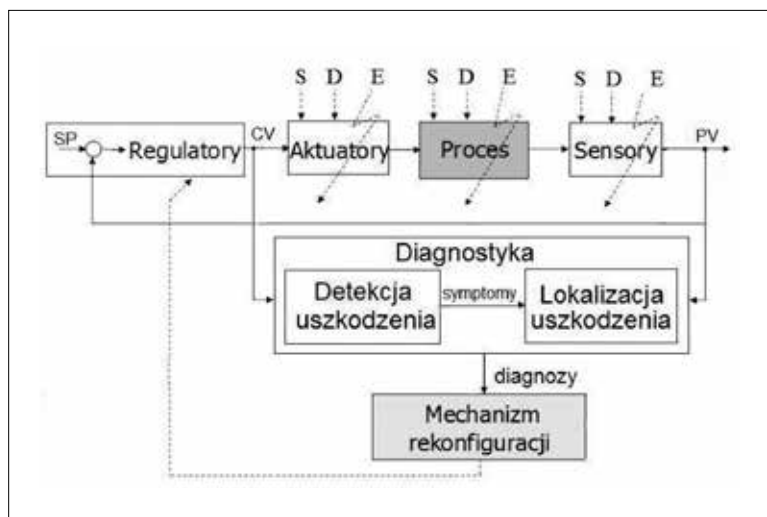 S D E S D E S D E
SP Regulatory CV Aktuatory Proces Sensory PV
Diagnostyka
Detekcja symptomy Lokalizacja
uszkodzenia uszkodzenia
diagnozy
Mechanizm
rekonfiguracji